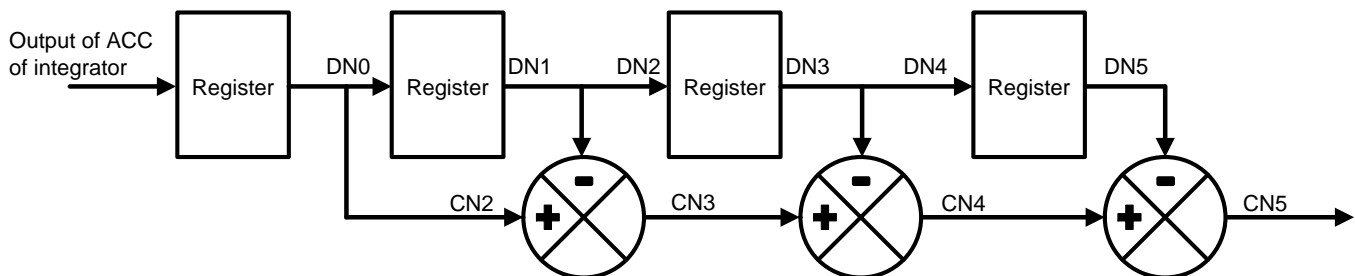 Output of ACC
of integrator
Register
DN0
Register
DN1
DN2
Register
DN3
DN4
Register
DN5
-
-
-
CN2
+
CN3
+
CN4
+
CN5